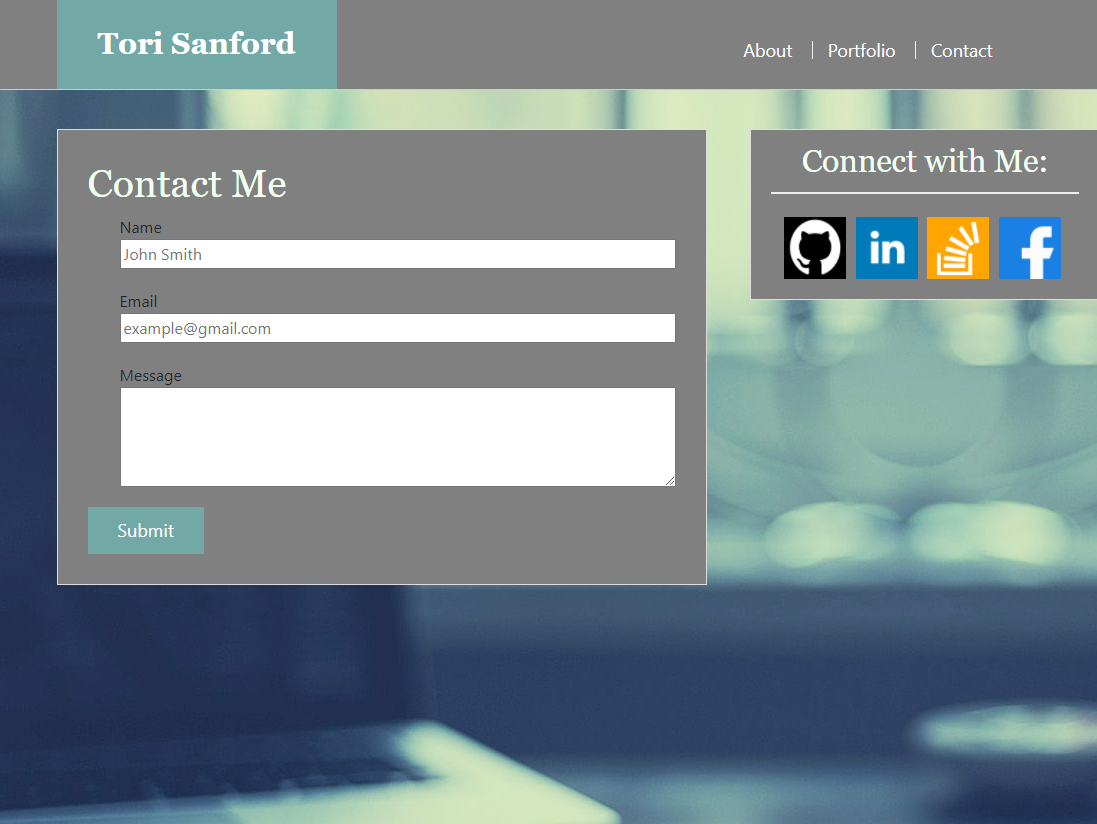 Tori Sanford
About
Portfolio
Contact
Contact Me
Name
John Smith
Email
example@gmail.com
Message
Submit
Connect with Me:
in